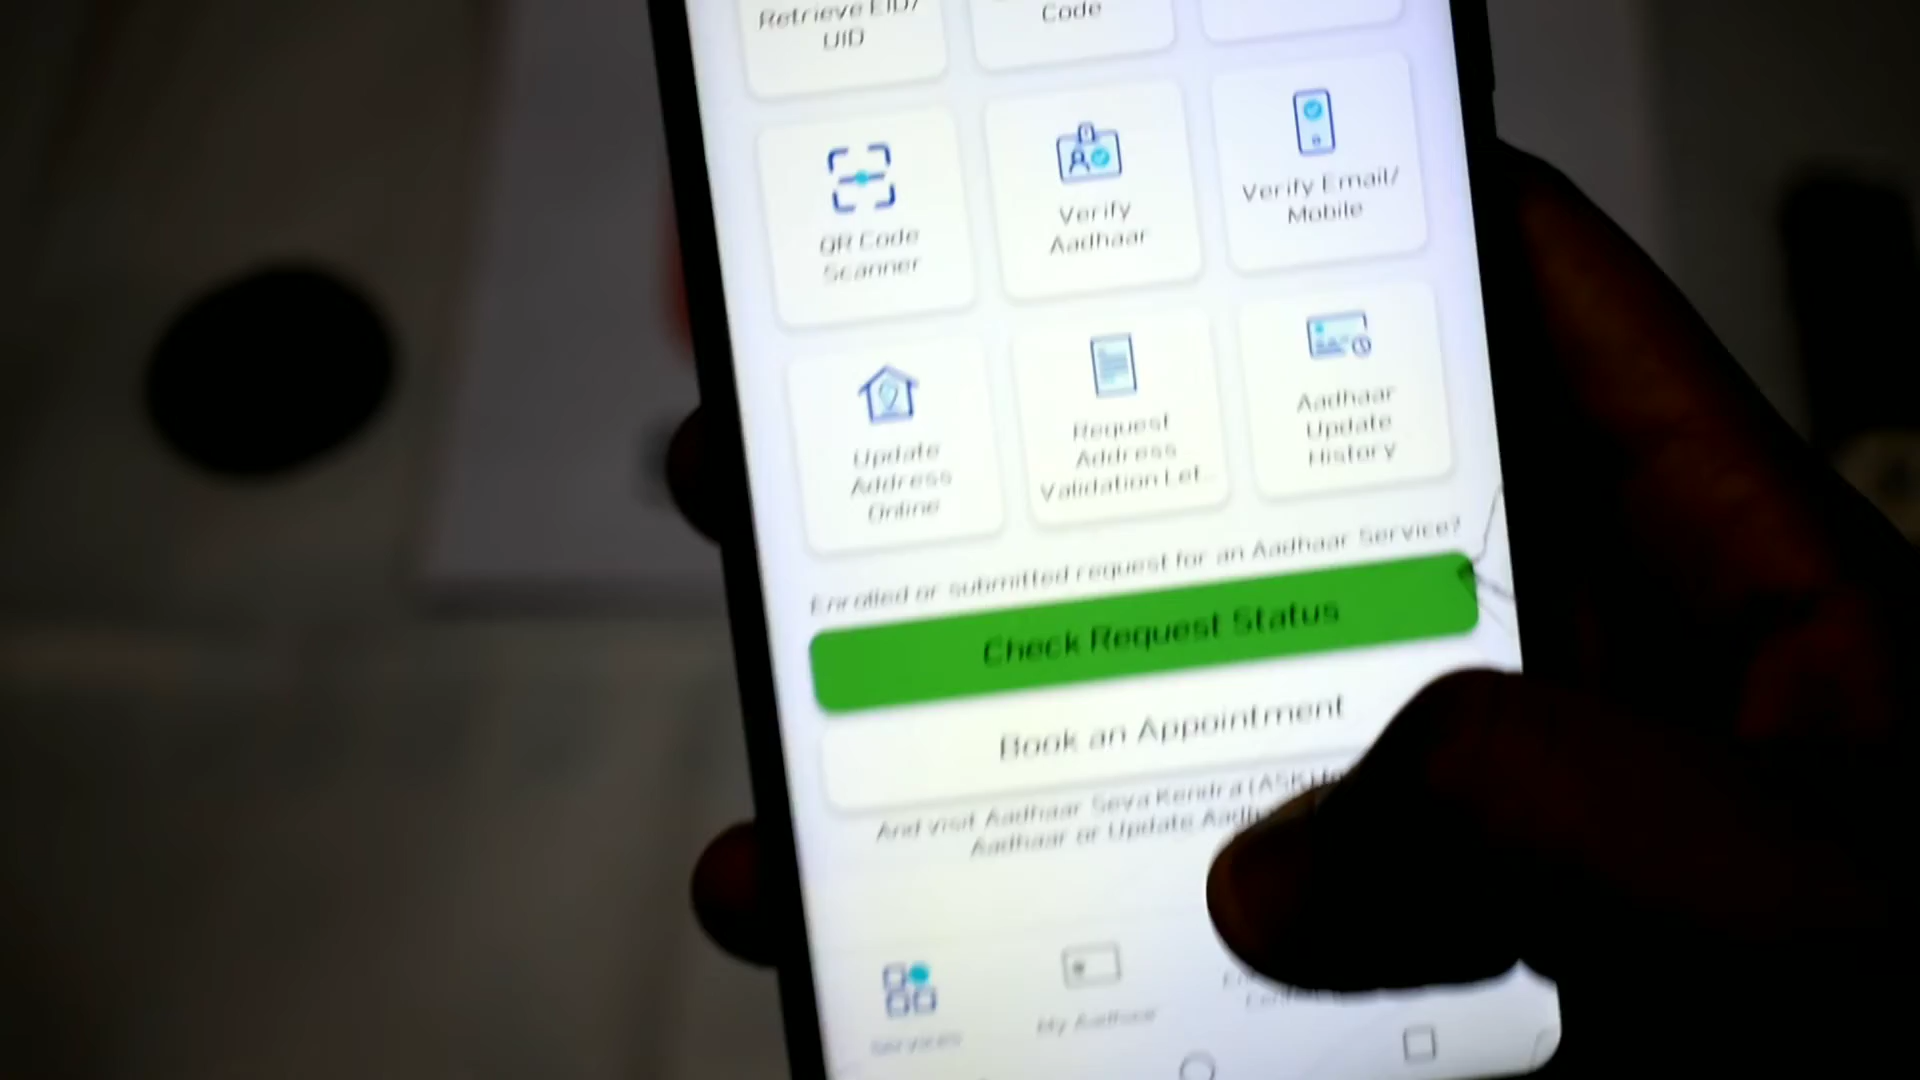 Retrieve EID/
UID
Code
QR Code
Scanner
Verify
Aadhaar
Verify Email/
Mobile
Update
Address
Online
Request
Address
Validation Let...
Aadhaar
Update
History
Enrolled or submitted request for an Aadhaar Service?
Check Request Status
Book an Appointment
And visit Aadhaar Seva Kendra (ASK)
Aadhaar or Update
Services
My Aadhaar